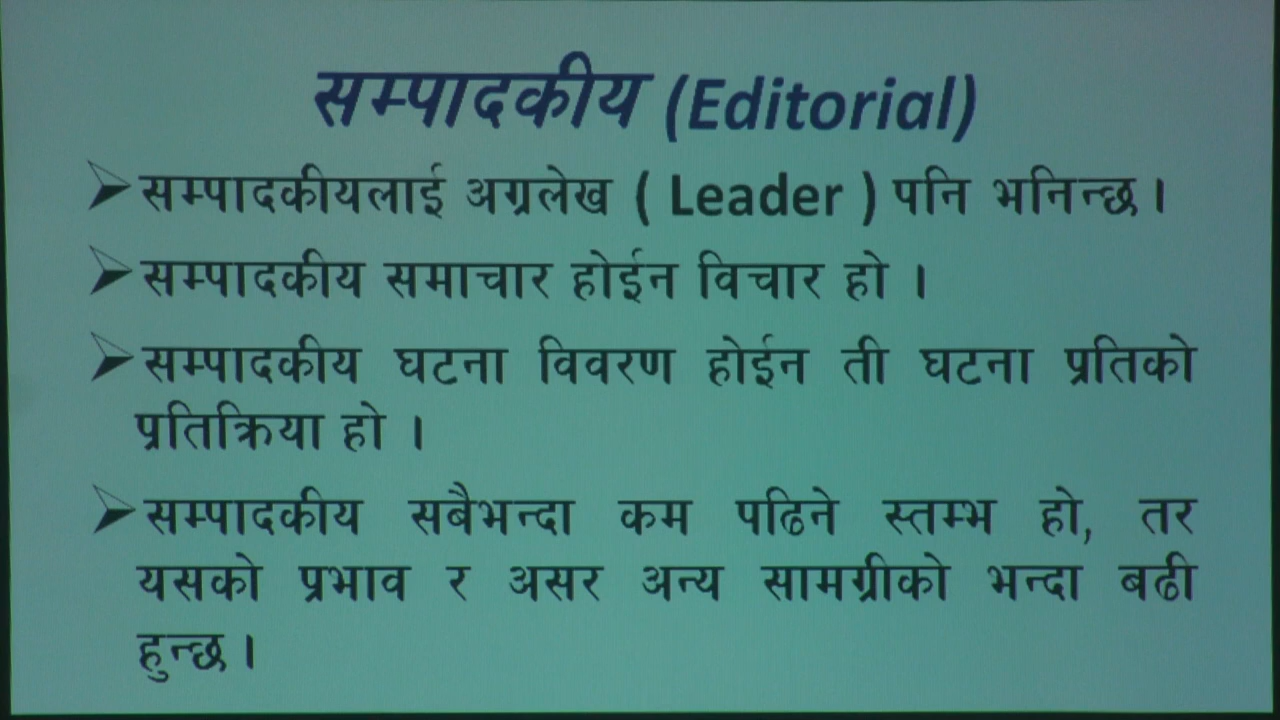 सम्पादकीय (Editorial)
सम्पादकीयलाई अग्रलेख ( Leader ) पनि भनिन्छ ।
सम्पादकीय समाचार होईन विचार हो ।
सम्पादकीय घटना विवरण होईन ती घटना प्रतिको
प्रतिक्रिया हो ।
सम्पादकीय सबैभन्दा कम पढिने स्तम्भ हो, तर
यसको प्रभाव र असर अन्य सामग्रीको भन्दा बढी
हुन्छ ।